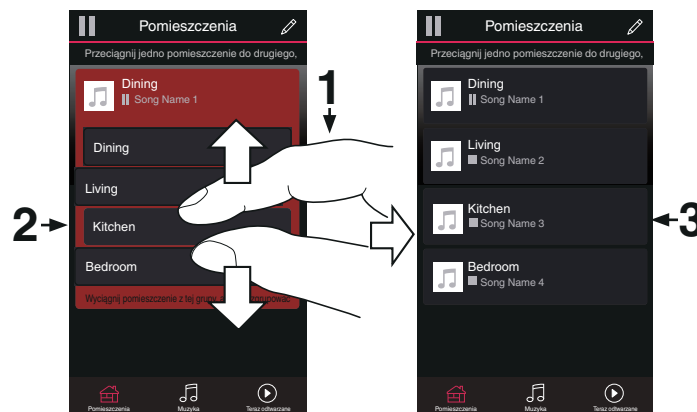 Pomieszczenia
Przeciągnij jedno pomieszczenie do drugiego,
Dining
Song Name 1
1
Dining
Living
2
Kitchen
Bedroom
Wyciągnij pomieszczenie z tej grupy, a
Pomieszczenia
Muzyka
Teraz odtwarzane
Pomieszczenia
Przeciągnij jedno pomieszczenie do drugiego,
Dining
Song Name 1
Living
Song Name 2
Kitchen
Song Name 3
3
Bedroom
Song Name 4
Pomieszczenia
Muzyka
Teraz odtwarzane